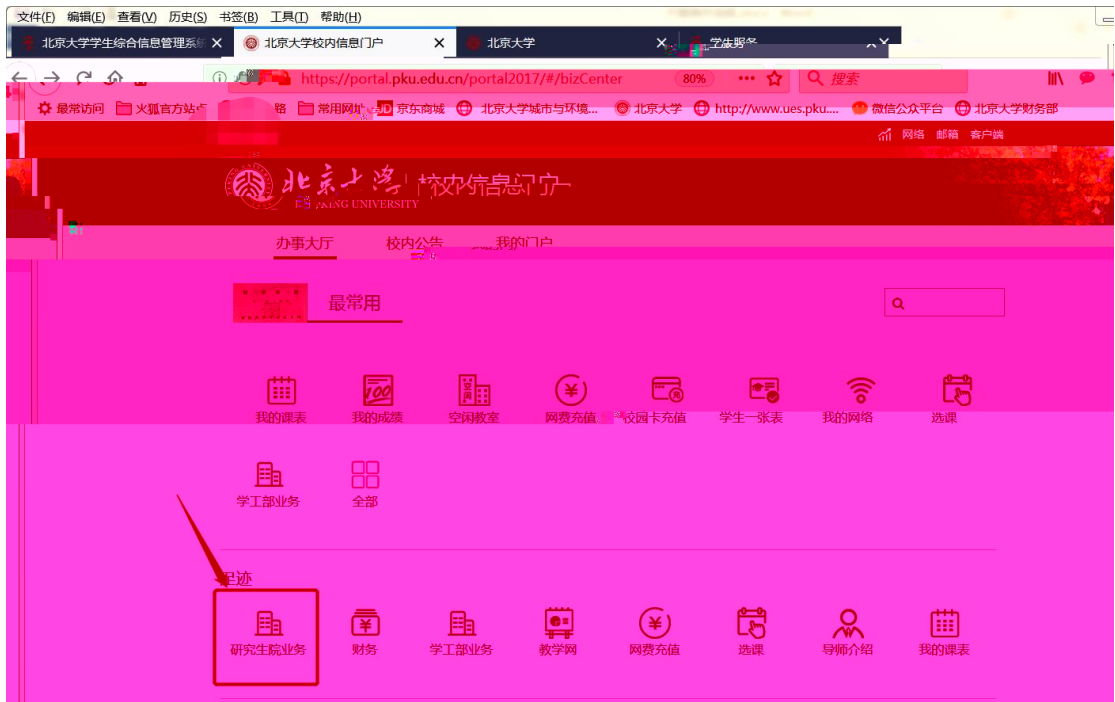 文件(F) 编辑(E) 查看(V) 历史(S) 书签(B) 工具(T) 帮助(H)
北京大学学生综合信息管理系统 北京大学校内信息门户 北京大学 学生服务
https://portal.pku.edu.cn/portal2017/#/bizCenter 80% 搜索
最常访问 火狐官方站点 常用网址 京东商城 北京大学城市与环境... 北京大学 http://www.ues.pku.... 微信公众平台 北京大学财务部
网络 邮箱 客户端
北京大学 校内信息门户
PEKING UNIVERSITY
办事大厅 校内公告 我的门户
最常用
我的课表 我的成绩 空闲教室 网费充值 校园卡充值 学生一张表 我的网络 选课
学工部业务 全部
足迹
研究生院业务 财务 学工部业务 教学网 网费充值 选课 导师介绍 我的课表